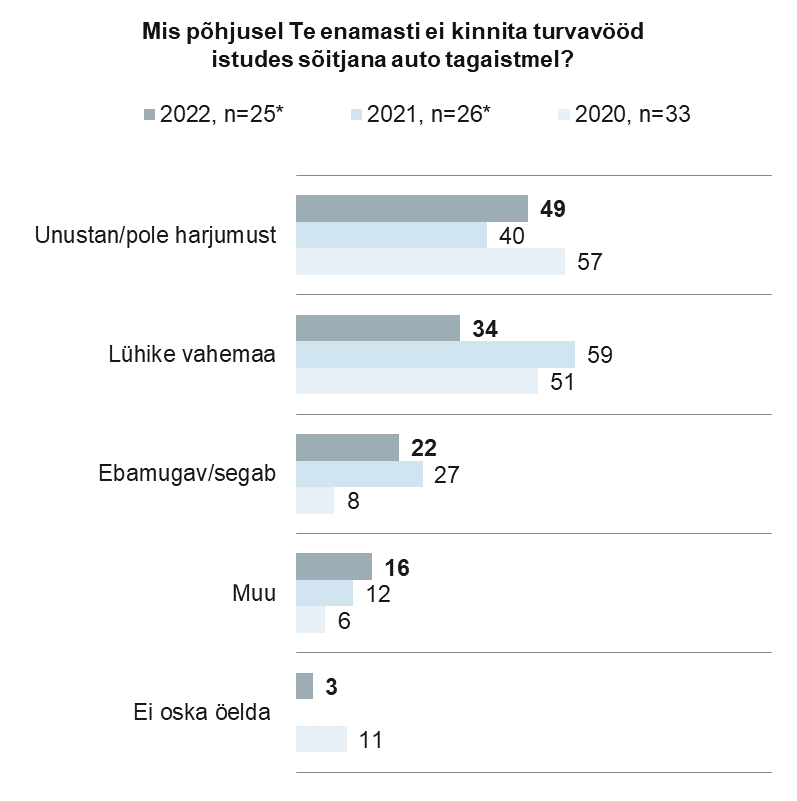 Mis põhjusel Te enamasti ei kinnita turvavööd
istudes sõitjana auto tagaistmel?
2022, n=25* 2021, n=26* 2020, n=33
Unustan/pole harjumust
49
40
57
Lühike vahemaa
34
59
51
Ebamugav/segab
22
27
8
Muu
16
12
6
Ei oska öelda
3
11